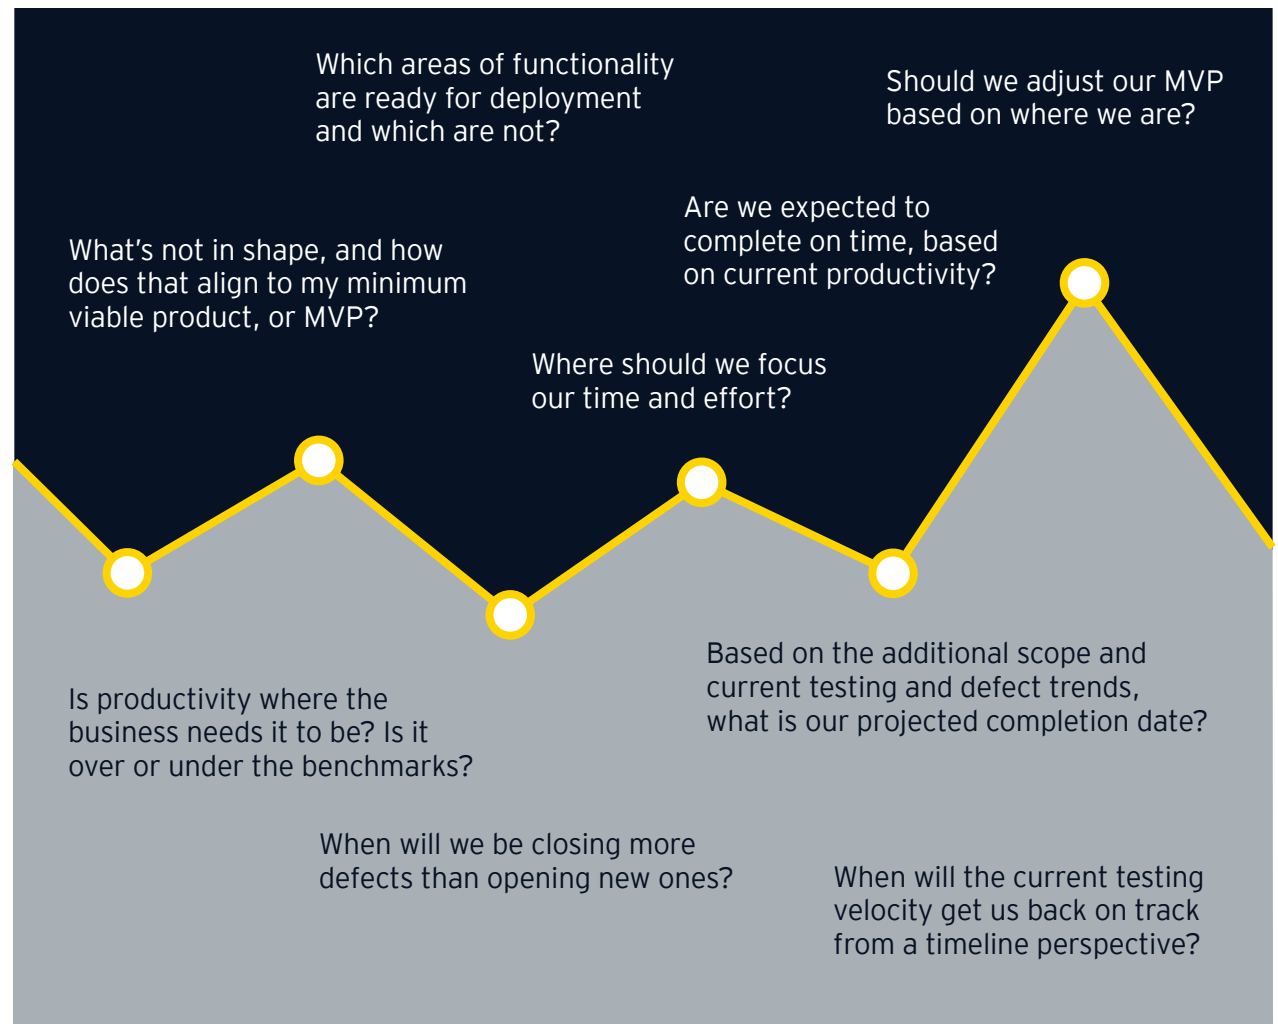 Which areas of functionality
are ready for deployment
and which are not?
Should we adjust our MVP
based on where we are?
What’s not in shape, and how
does that align to my minimum
viable product, or MVP?
Are we expected to
complete on time, based
on current productivity?
Where should we focus
our time and effort?
Is productivity where the
business needs it to be? Is it
over or under the benchmarks?
Based on the additional scope and
current testing and defect trends,
what is our projected completion date?
When will we be closing more
defects than opening new ones?
When will the current testing
velocity get us back on track
from a timeline perspective?